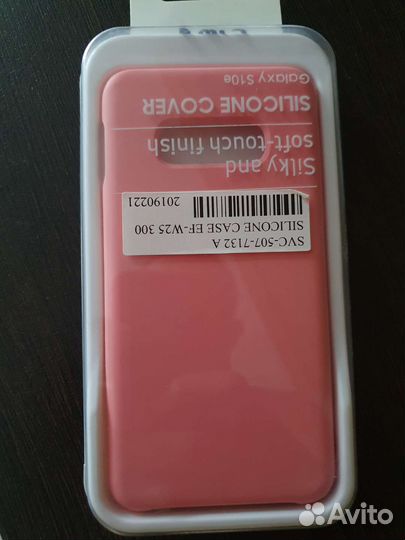 SVC-507-7132 A
SILICONE CASE EF-W25 300
20190221
Silky and
soft-touch finish
SILICONE COVER
Galaxy S10e
Avito